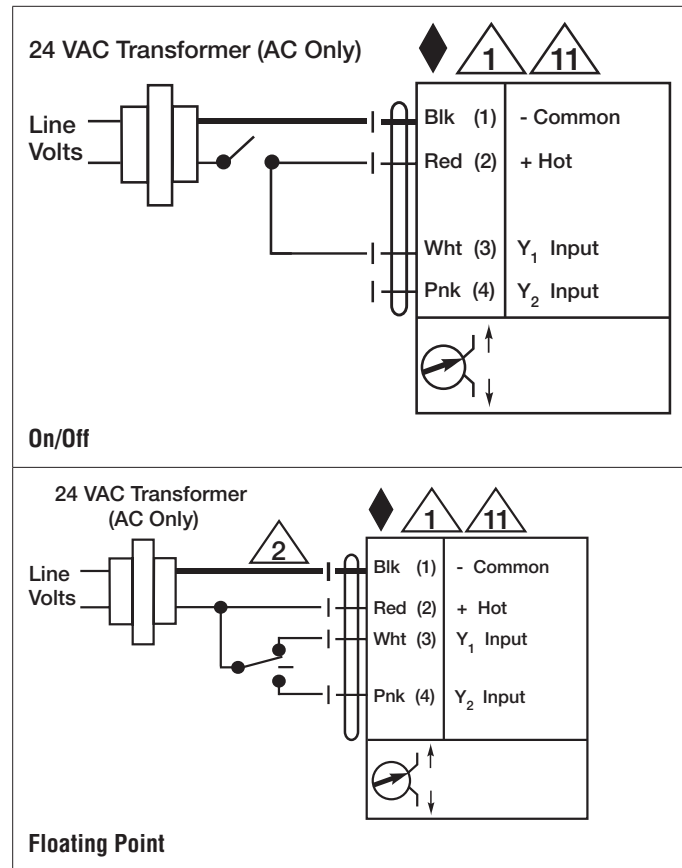 24 VAC Transformer (AC Only)
1
11
Line
Volts
Blk (1) - Common
Red (2) + Hot
Wht (3) Y1 Input
Pnk (4) Y2 Input
On/Off
24 VAC Transformer
(AC Only)
2
1
11
Line
Volts
Blk (1) - Common
Red (2) + Hot
Wht (3) Y1 Input
Pnk (4) Y2 Input
Floating Point